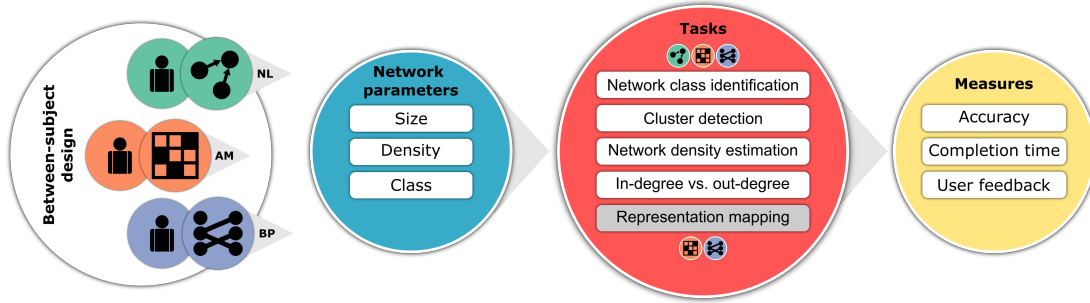 Between-subject
design
NL
AM
BP
Network
parameters
Size
Density
Class
Tasks
Network class identification
Cluster detection
Network density estimation
In-degree vs. out-degree
Representation mapping
Measures
Accuracy
Completion time
User feedback